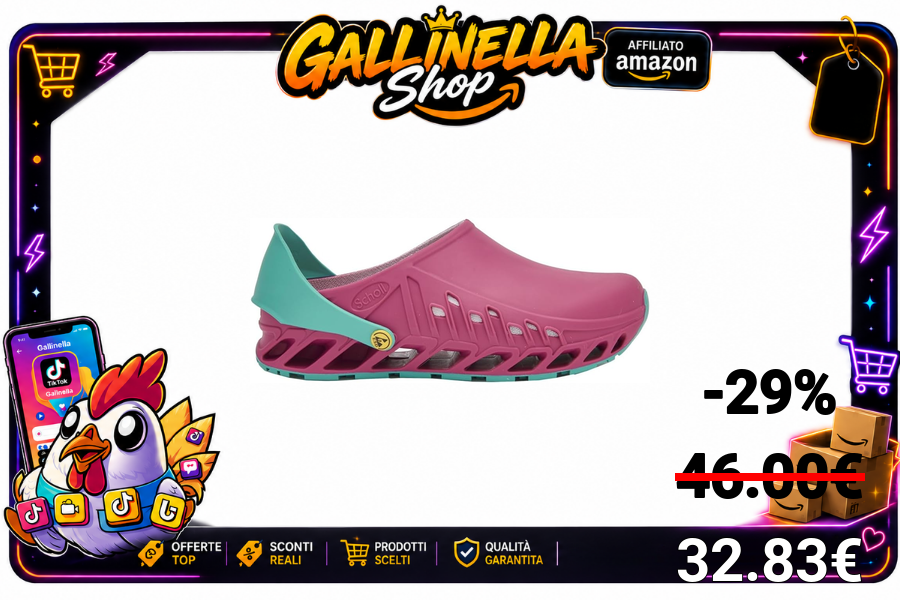 GALLINELLA
Shop
AFFILIATO
amazon
Scholl
Gallinella
TikTok
Gallinella
-29%
46.00€
32.83€
OFFERTE
TOP
SCONTI
REALI
PRODOTTI
SCELTI
QUALITÀ
GARANTITA